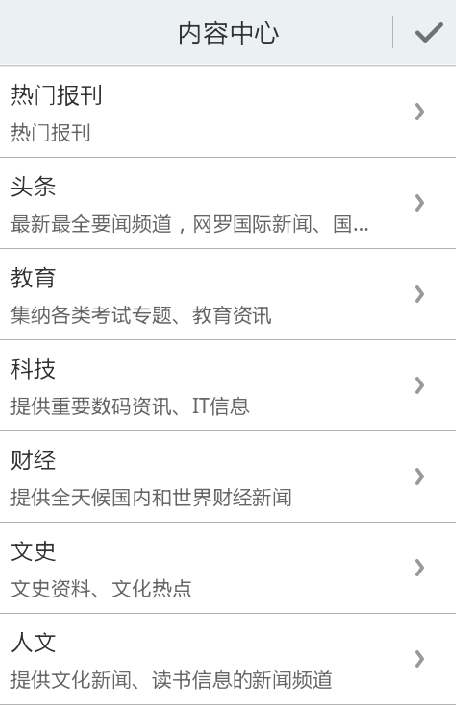 内容中心
热门报刊
热门报刊
头条
最新最全要闻频道，网罗国际新闻、国...
教育
集纳各类考试专题、教育资讯
科技
提供重要数码资讯、IT信息
财经
提供全天候国内和世界财经新闻
文史
文史资料、文化热点
人文
提供文化新闻、读书信息的新闻频道